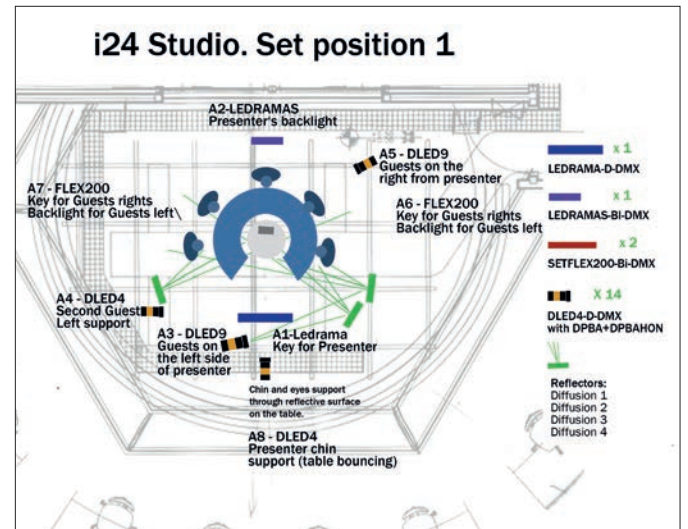 i24 Studio. Set position 1
A2-LEDRAMAS
Presenter's backlight
A5 - DLED9
Guests on the
right from presenter
A7 - FLEX200
Key for Guests rights
Backlight for Guests left\
A6 - FLEX200
Key for Guests rights
Backlight for Guests left
A4 - DLED4
Second Guest
Left support
A3 - DLED9
Guests on
the left side
of presenter
A1-Ledrama
Key for Presenter
Chin and eyes support
through reflective surface
on the table.
A8 - DLED4
Presenter chin
support (table bouncing)
x 1
LEDRAMA-D-DMX
x 1
LEDRAMAS-BI-DMX
x 2
SETFLEX200-Bi-DMX
X 14
DLED4-D-DMX
with DPBA+DPBAHON
Reflectors:
Diffusion 1
Diffusion 2
Diffusion 3
Diffusion 4